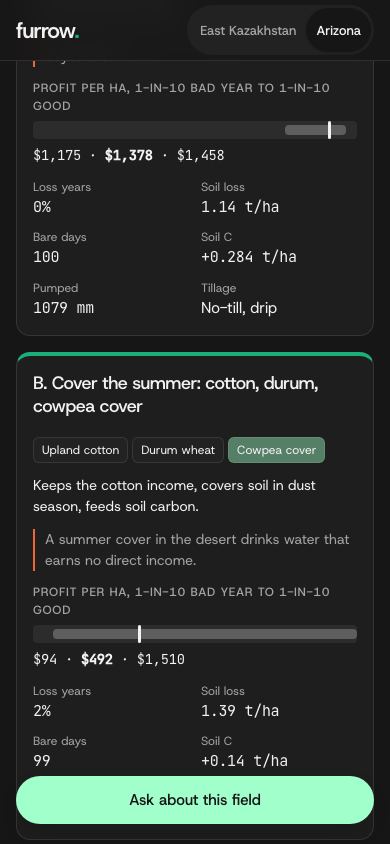 furrow.
East Kazakhstan
Arizona
PROFIT PER HA, 1-IN-10 BAD YEAR TO 1-IN-10
GOOD
$1,175 · $1,378 · $1,458
Loss years
Soil loss
0%
1.14 t/ha
Bare days
Soil C
100
+0.284 t/ha
Pumped
Tillage
1079 mm
No-till, drip
B. Cover the summer: cotton, durum,
cowpea cover
Upland cotton
Durum wheat
Cowpea cover
Keeps the cotton income, covers soil in dust
season, feeds soil carbon.
A summer cover in the desert drinks water that
earns no direct income.
PROFIT PER HA, 1-IN-10 BAD YEAR TO 1-IN-10
GOOD
$94 · $492 · $1,510
Loss years
Soil loss
2%
1.39 t/ha
Bare days
Soil C
99
+0.14 t/ha
Ask about this field